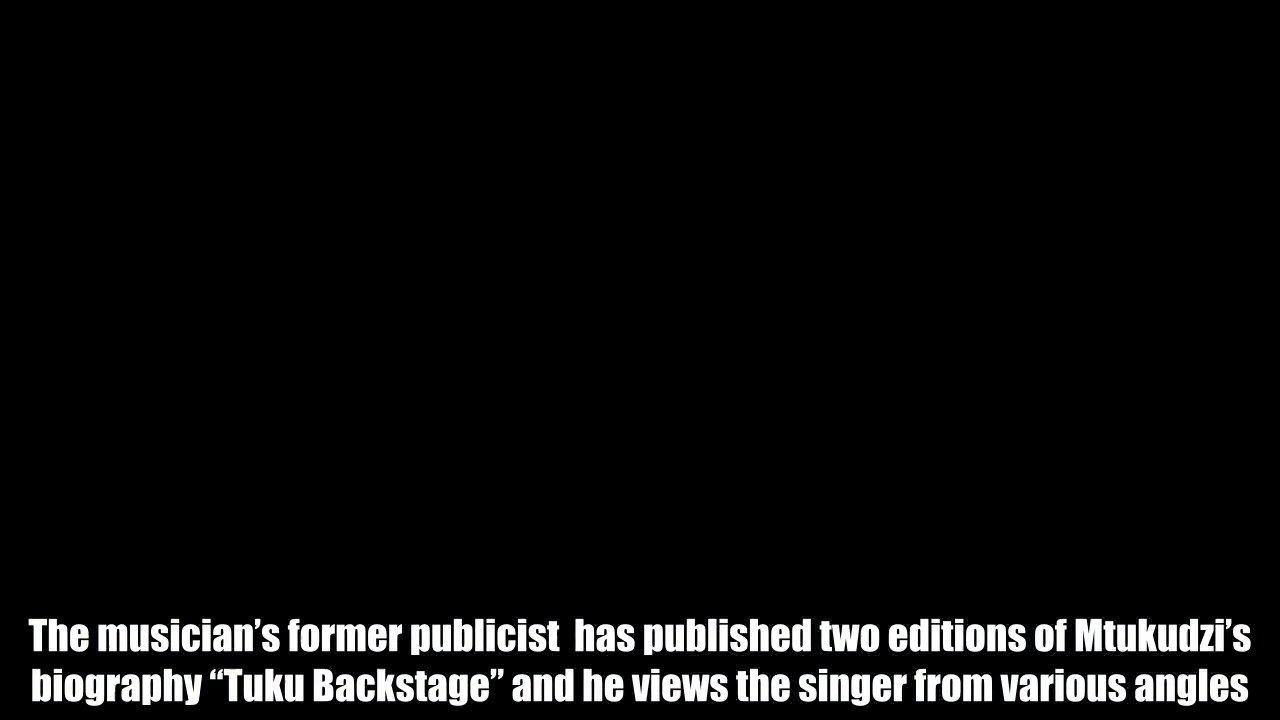 The musician’s former publicist  has published two editions of Mtukudzi’s
biography “Tuku Backstage” and he views the singer from various angles